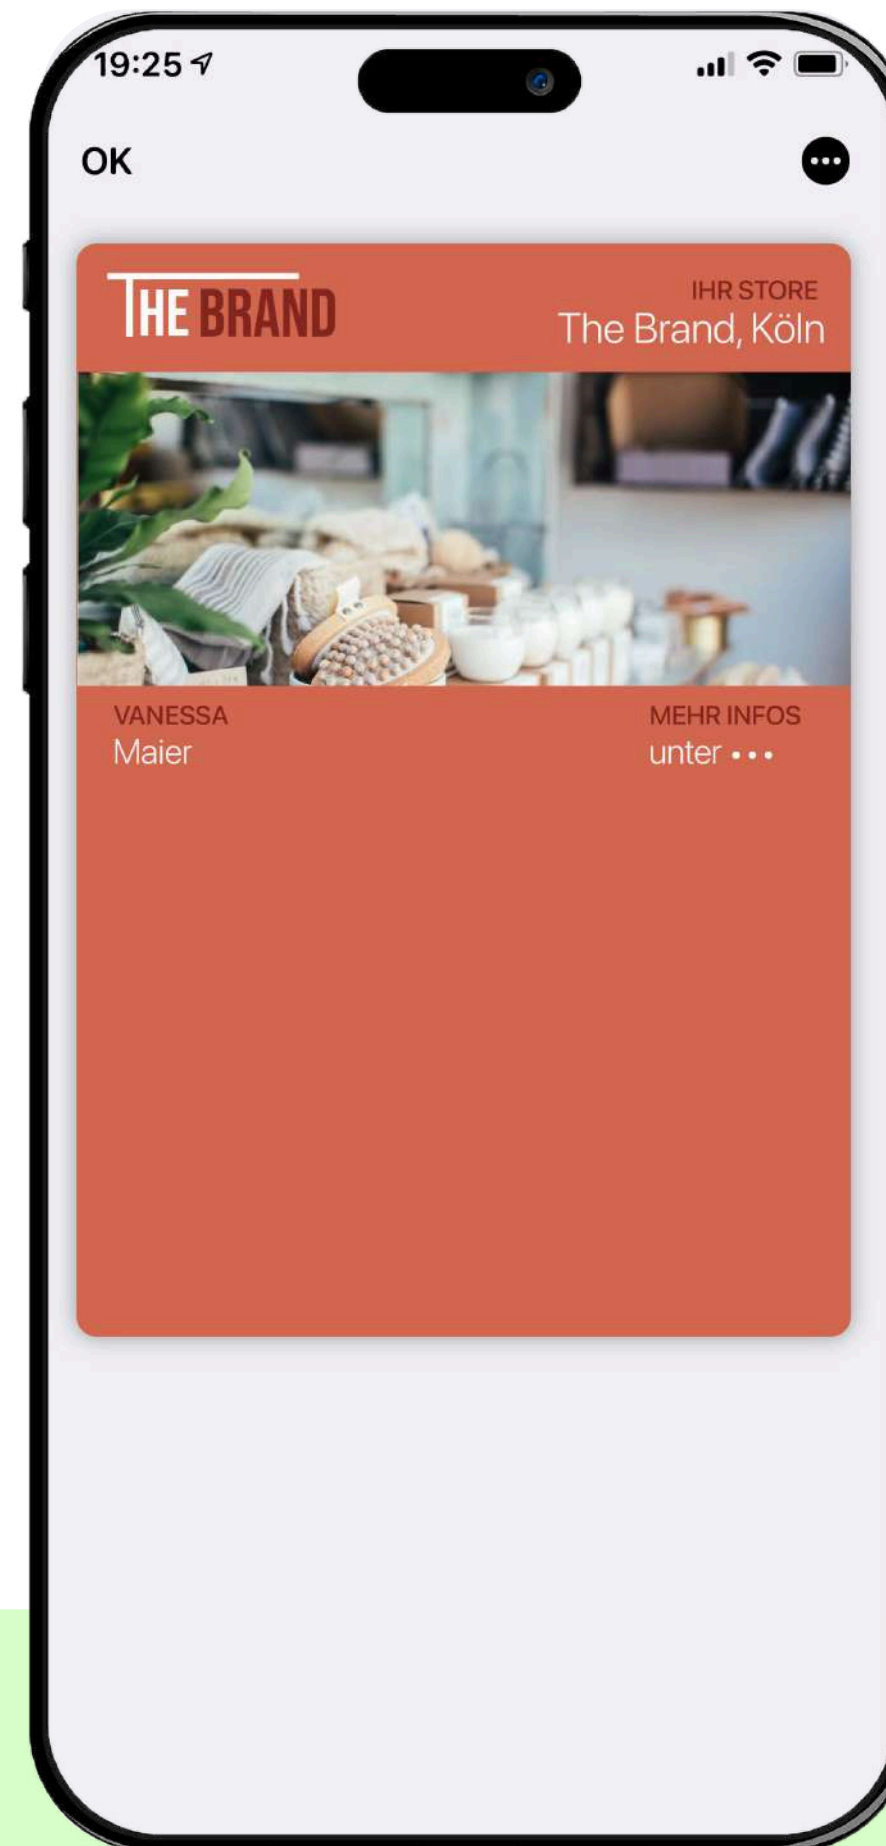 19:25
OK
THE BRAND
IHR STORE
The Brand, Köln
VANESSA
Maier
MEHR INFOS
unter •••